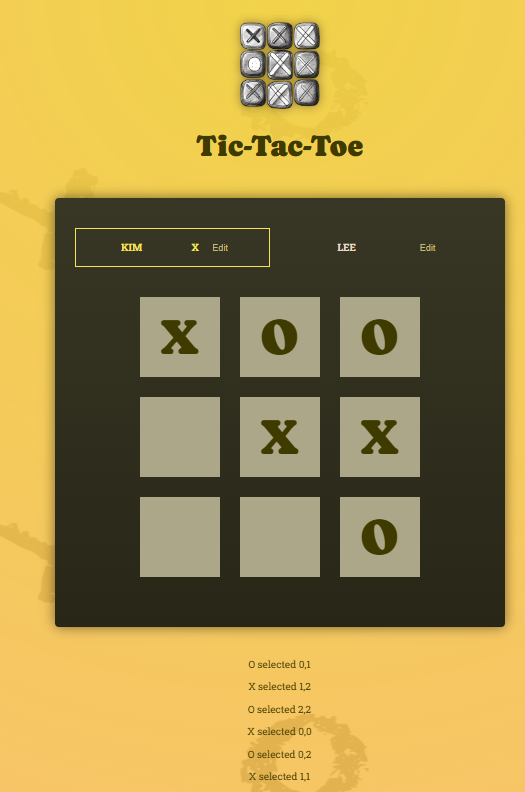 Tic-Tac-Toe
KIM X Edit LEE Edit
X O O
X X
O
O selected 0,1
X selected 1,2
O selected 2,2
X selected 0,0
O selected 0,2
X selected 1,1